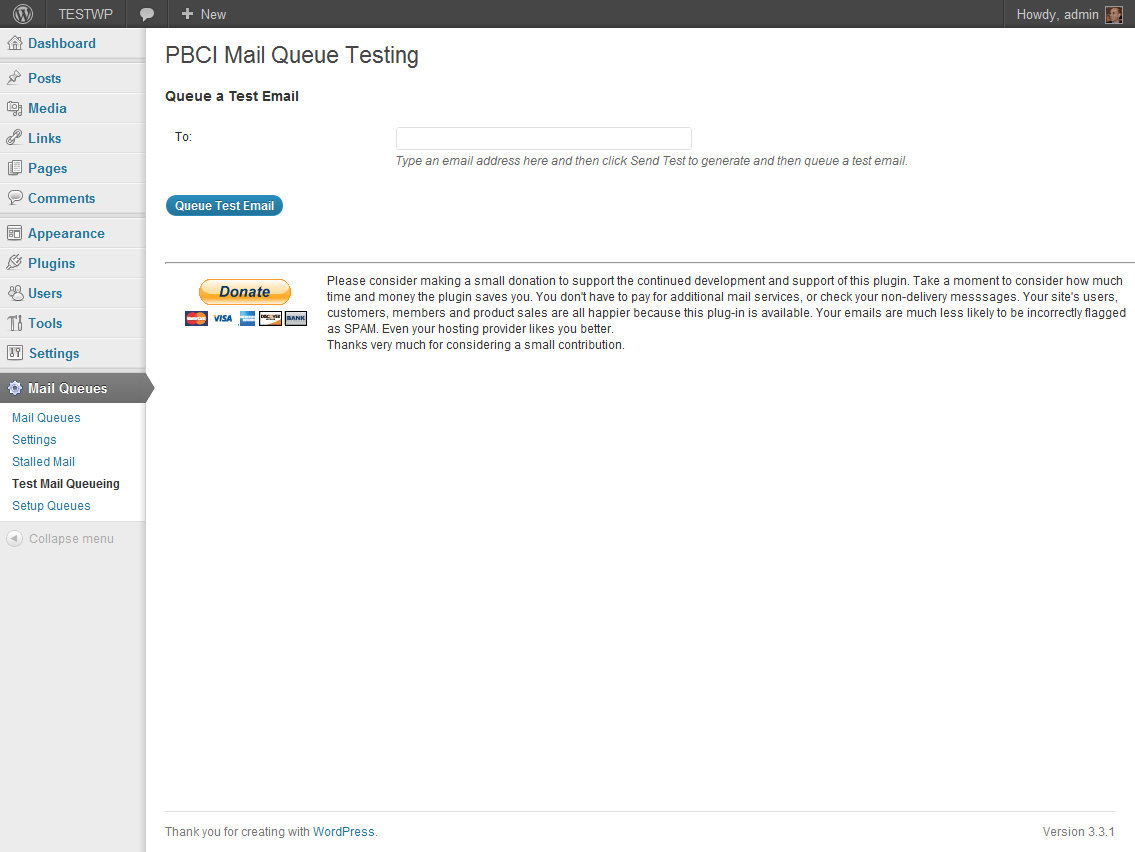 TESTWP
New
Howdy, admin
Dashboard
Posts
Media
Links
Pages
Comments
Appearance
Plugins
Users
Tools
Settings
Mail Queues
Mail Queues
Settings
Stalled Mail
Test Mail Queueing
Setup Queues
Collapse menu
PBCI Mail Queue Testing
Queue a Test Email
To:
Type an email address here and then click Send Test to generate and then queue a test email.
Queue Test Email
Donate
MasterCard VISA DISCOVER BANK
Please consider making a small donation to support the continued development and support of this plugin. Take a moment to consider how much
time and money the plugin saves you. You don't have to pay for additional mail services, or check your non-delivery messsages. Your site's users,
customers, members and product sales are all happier because this plug-in is available. Your emails are much less likely to be incorrectly flagged
as SPAM. Even your hosting provider likes you better.
Thanks very much for considering a small contribution.
Thank you for creating with WordPress.
Version 3.3.1